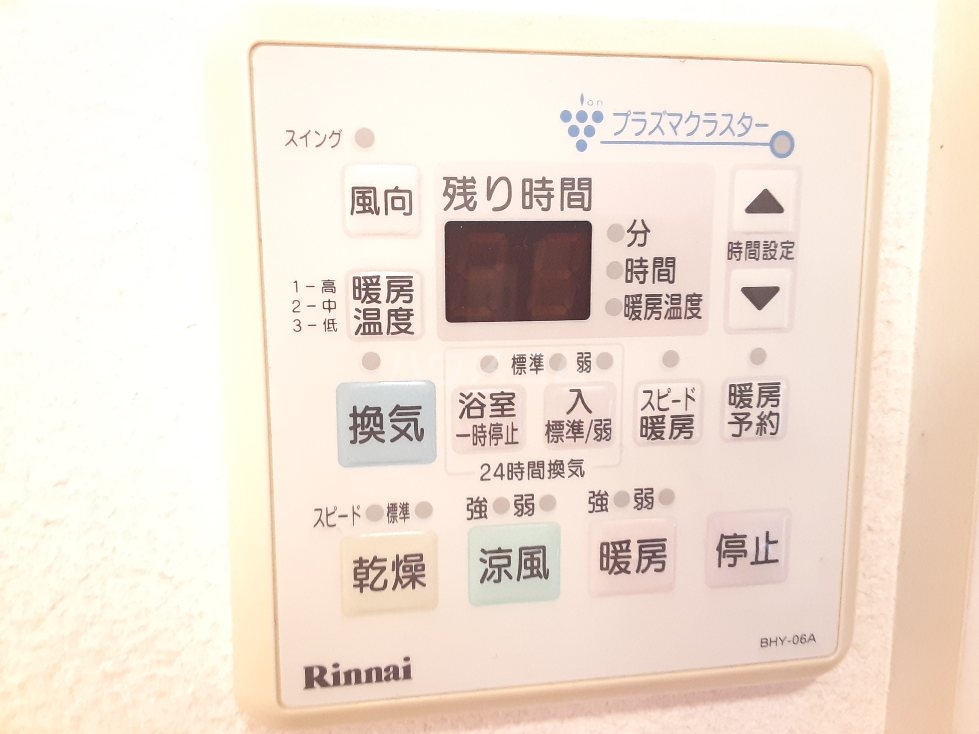 ion
プラズマクラスター
スイング
風向
残り時間
分
時間
暖房温度
時間設定
1－高
2－中
3－低
暖房
温度
標準 弱
換気
浴室
一時停止
入
標準/弱
スピード
暖房
暖房
予約
24時間換気
スピード 標準
強 弱
強 弱
乾燥
涼風
暖房
停止
BHY-06A
Rinnai